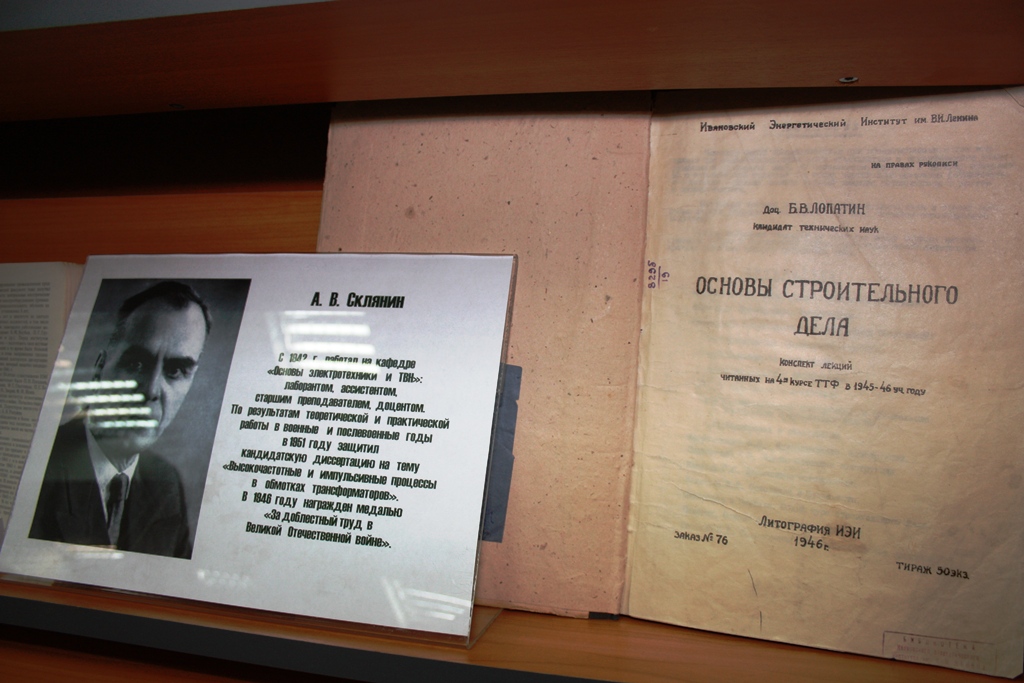 А. В. Склянин
С 1942 г. работал на кафедре
«Основы электротехники и ТВН»:
лаборантом, ассистентом,
старшим преподавателем, доцентом.
По результатам теоретической и практической
работы в военные и послевоенные годы
в 1951 году защитил
кандидатскую диссертацию на тему
«Высокочастотные и импульсивные процессы
в обмотках трансформаторов».
В 1946 году награжден медалью
«За доблестный труд в
Великой Отечественной войне».
Ивановский Энергетический Институт им В.И.Ленина
на правах рукописи
Доц. Б.В.ЛОПАТИН
кандидат технических наук
8295
19
ОСНОВЫ СТРОИТЕЛЬНОГО
ДЕЛА
конспект лекций
читанных на 4м курсе ТТФ в 1945-46 уч. году
Литография ИЭИ
1946г.
Заказ № 76
Тираж 50экз.